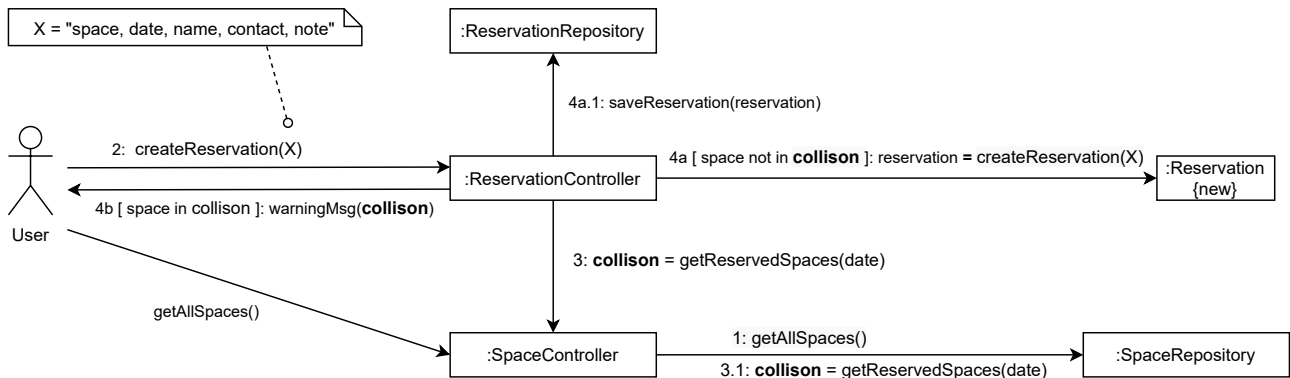 X = "space, date, name, contact, note"
:ReservationRepository
4a.1: saveReservation(reservation)
2: createReservation(X)
4a [ space not in collison ]: reservation = createReservation(X)
:ReservationController
:Reservation
{new}
4b [ space in collison ]: warningMsg(collison)
User
3: collison = getReservedSpaces(date)
getAllSpaces()
1: getAllSpaces()
:SpaceController
:SpaceRepository
3.1: collison = getReservedSpaces(date)